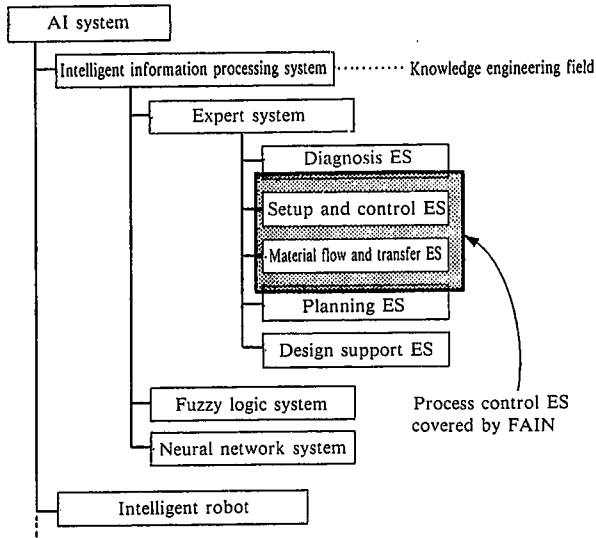 AI system
Intelligent information processing system
Knowledge engineering field
Expert system
Diagnosis ES
Setup and control ES
Material flow and transfer ES
Planning ES
Design support ES
Process control ES
covered by FAIN
Fuzzy logic system
Neural network system
Intelligent robot